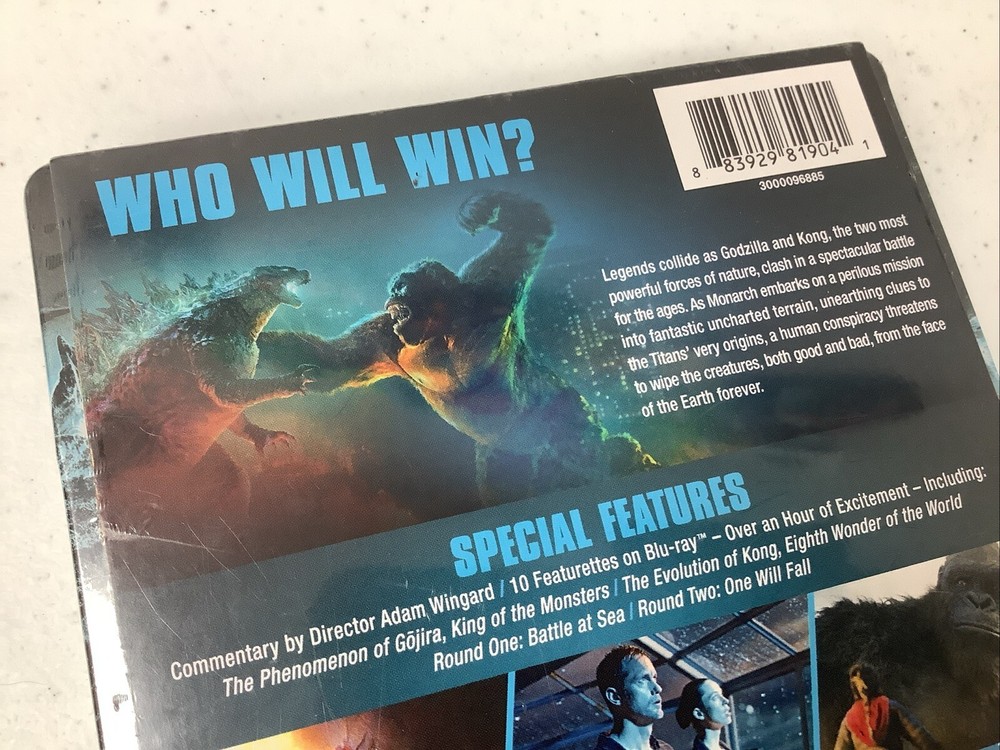 WHO WILL WIN?
8 83929 81904 1
3000096885
Legends collide as Godzilla and Kong, the two most
powerful forces of nature, clash in a spectacular battle
for the ages. As Monarch embarks on a perilous mission
into fantastic uncharted terrain, unearthing clues to
the Titans' very origins, a human conspiracy threatens
to wipe the creatures, both good and bad, from the face
of the Earth forever.
SPECIAL FEATURES
Commentary by Director Adam Wingard / 10 Featurettes on Blu-ray™ – Over an Hour of Excitement – Including:
The Phenomenon of Gōjira, King of the Monsters / The Evolution of Kong, Eighth Wonder of the World
Round One: Battle at Sea / Round Two: One Will Fall